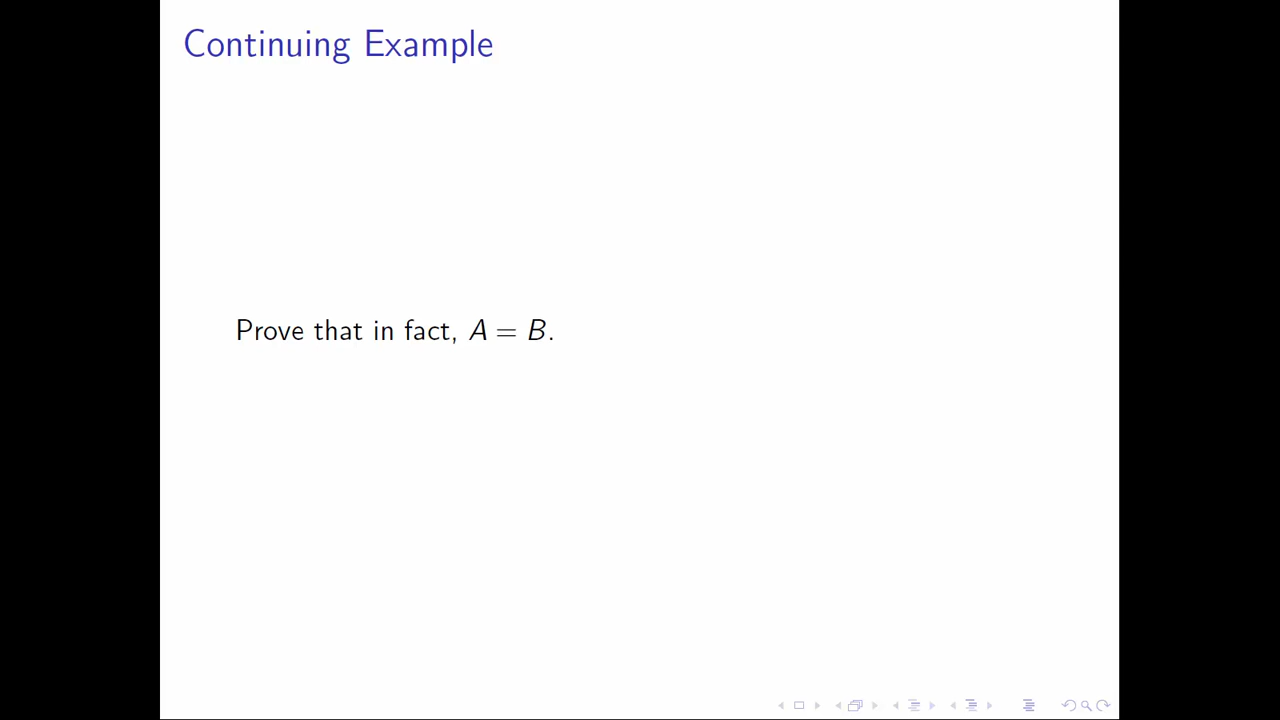 Continuing Example
Prove that in fact, A = B.